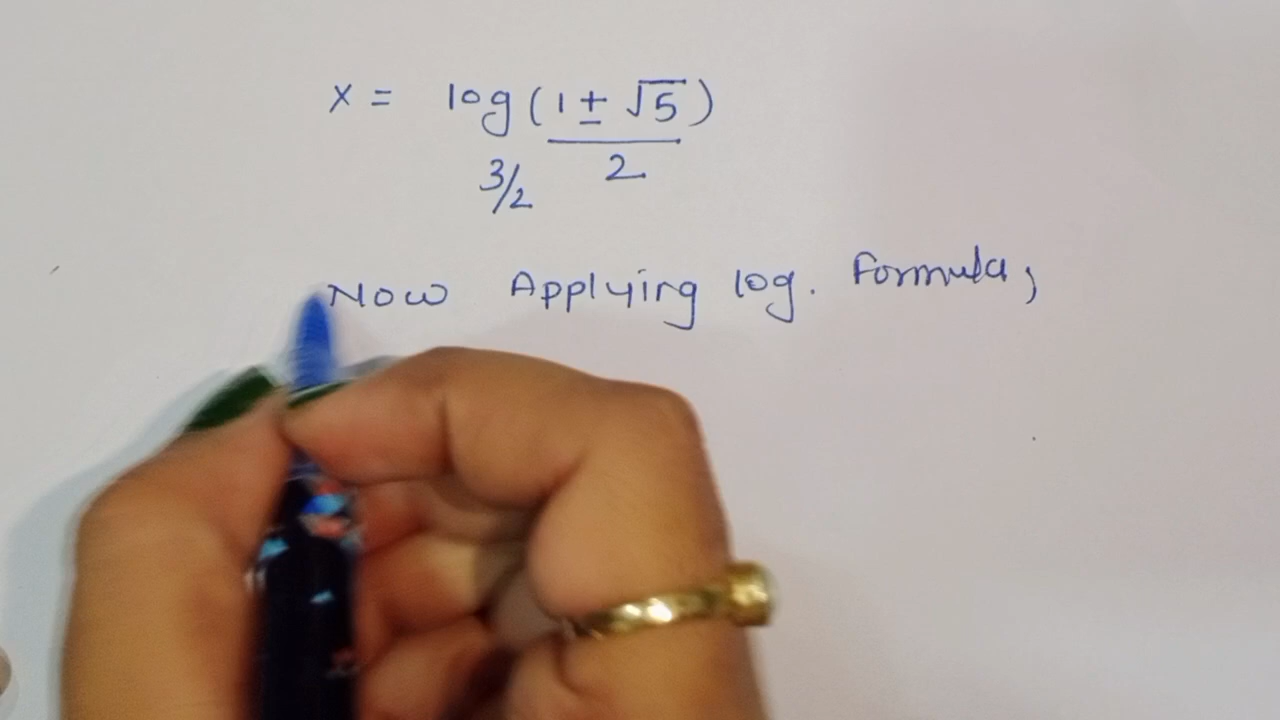 x = log (1 ± √5)
3/2 2
Now Applying log. Formula;